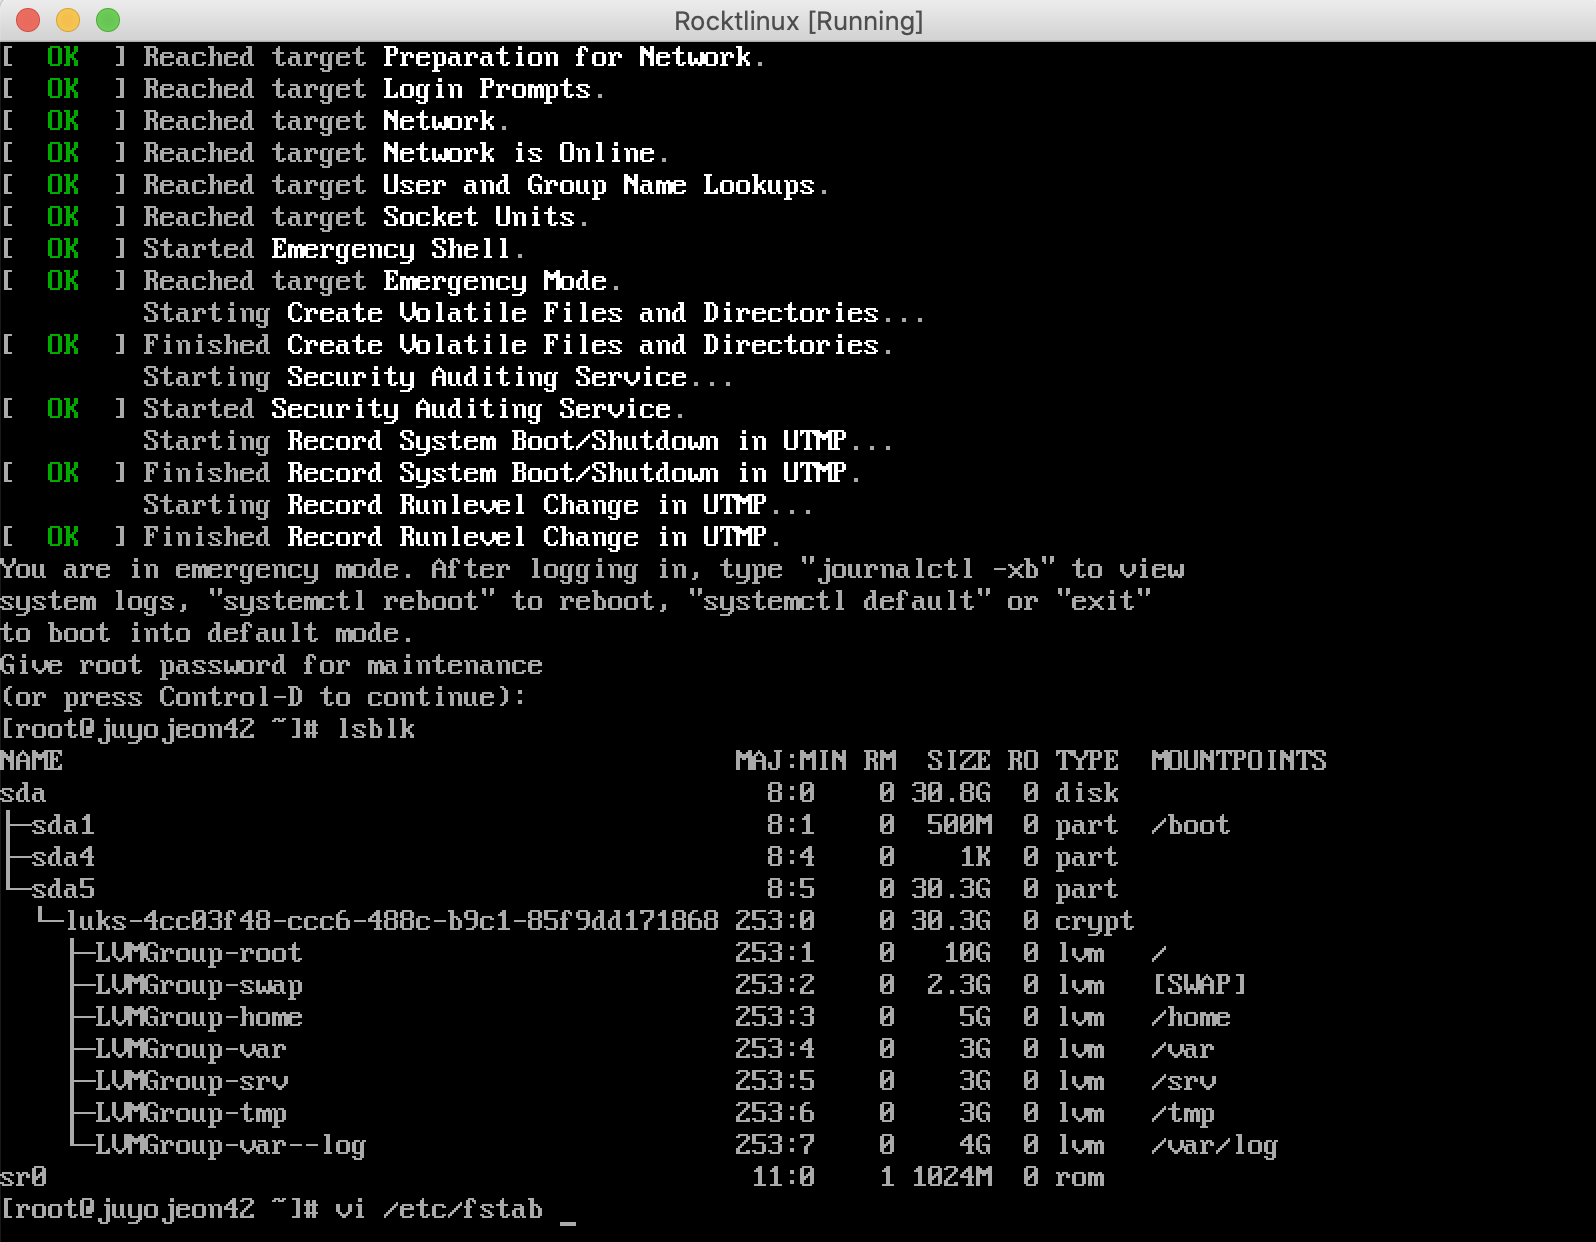 Rocktlinux [Running]
[  OK  ] Reached target Preparation for Network.
[  OK  ] Reached target Login Prompts.
[  OK  ] Reached target Network.
[  OK  ] Reached target Network is Online.
[  OK  ] Reached target User and Group Name Lookups.
[  OK  ] Reached target Socket Units.
[  OK  ] Started Emergency Shell.
[  OK  ] Reached target Emergency Mode.
         Starting Create Volatile Files and Directories...
[  OK  ] Finished Create Volatile Files and Directories.
         Starting Security Auditing Service...
[  OK  ] Started Security Auditing Service.
         Starting Record System Boot/Shutdown in UTMP...
[  OK  ] Finished Record System Boot/Shutdown in UTMP.
         Starting Record Runlevel Change in UTMP...
[  OK  ] Finished Record Runlevel Change in UTMP.
You are in emergency mode. After logging in, type "journalctl -xb" to view
system logs, "systemctl reboot" to reboot, "systemctl default" or "exit"
to boot into default mode.
Give root password for maintenance
(or press Control-D to continue):
[root@juyojeon42 ~]# lsblk
NAME                                          MAJ:MIN RM  SIZE RO TYPE  MOUNTPOINTS
sda                                             8:0    0 30.8G  0 disk
├─sda1                                          8:1    0  500M  0 part  /boot
├─sda4                                          8:4    0    1K  0 part
└─sda5                                          8:5    0 30.3G  0 part
  └─luks-4cc03f48-ccc6-488c-b9c1-85f9dd171868 253:0    0 30.3G  0 crypt
    ├─LVMGroup-root                           253:1    0   10G  0 lvm   /
    ├─LVMGroup-swap                           253:2    0  2.3G  0 lvm   [SWAP]
    ├─LVMGroup-home                           253:3    0    5G  0 lvm   /home
    ├─LVMGroup-var                            253:4    0    3G  0 lvm   /var
    ├─LVMGroup-srv                            253:5    0    3G  0 lvm   /srv
    ├─LVMGroup-tmp                            253:6    0    3G  0 lvm   /tmp
    └─LVMGroup-var--log                       253:7    0    4G  0 lvm   /var/log
sr0                                            11:0    1 1024M  0 rom
[root@juyojeon42 ~]# vi /etc/fstab _